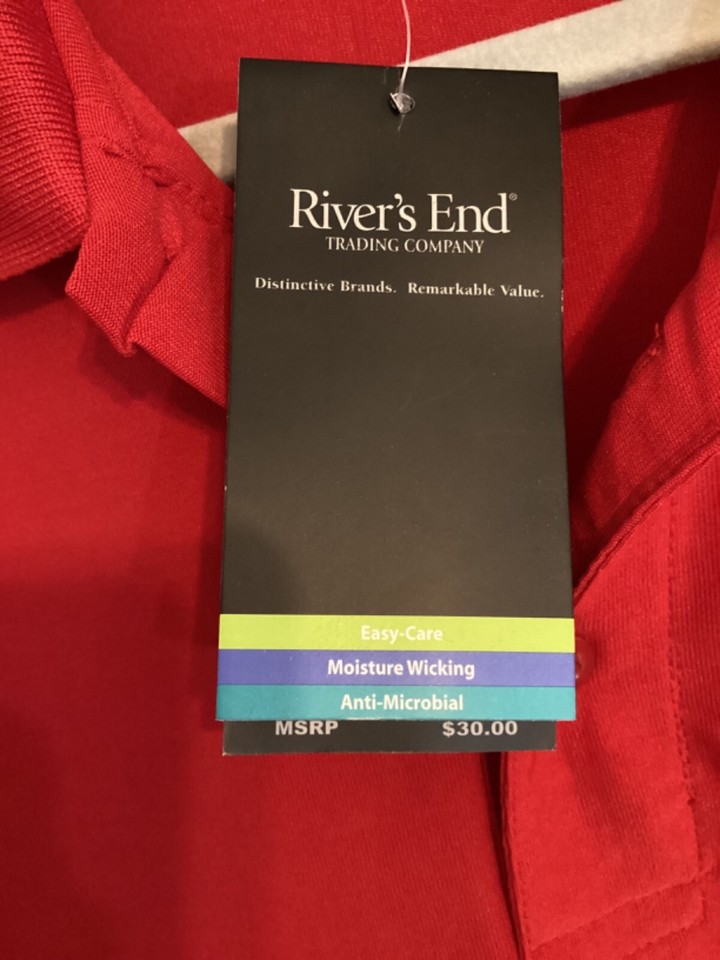 River's End®
TRADING COMPANY
Distinctive Brands. Remarkable Value.
Easy-Care
Moisture Wicking
Anti-Microbial
MSRP $30.00